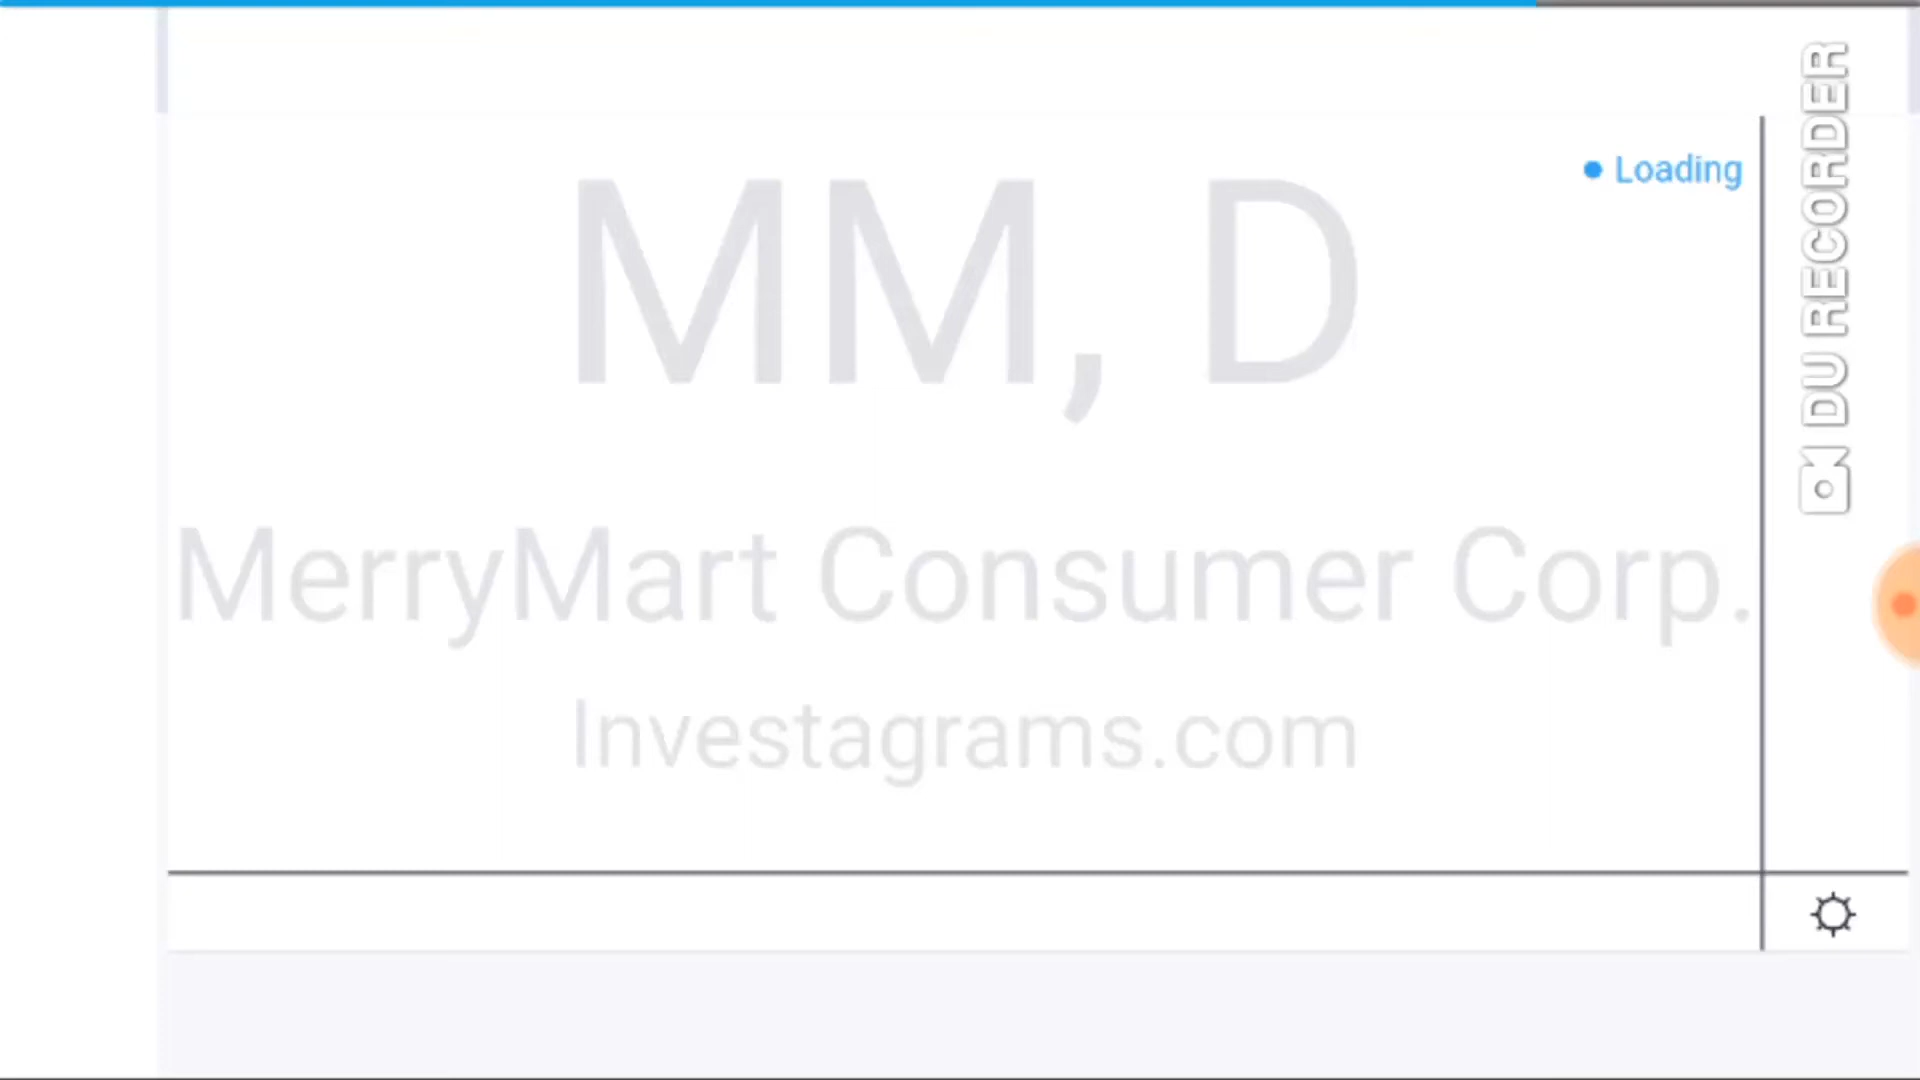 MM, D
Loading
MerryMart Consumer Corp.
Investagrams.com
DU RECORDER